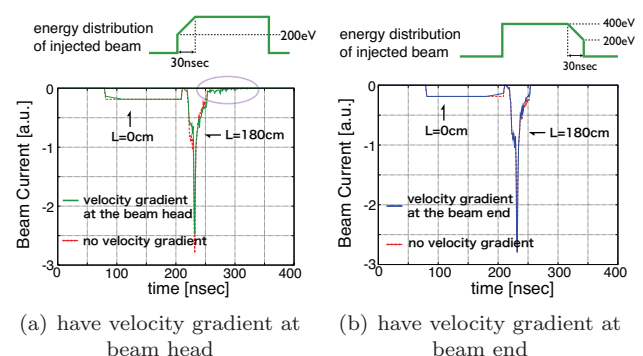 energy distribution
of injected beam
200eV
30nsec
0
-1
-2
-3
0
100
200
300
400
Beam Current [a.u.]
time [nsec]
L=0cm
L=180cm
velocity gradient
at the beam head
no velocity gradient
(a) have velocity gradient at
beam head
energy distribution
of injected beam
400eV
200eV
30nsec
0
-1
-2
-3
0
100
200
300
400
Beam Current [a.u.]
time [nsec]
L=0cm
L=180cm
velocity gradient
at the beam end
no velocity gradient
(b) have velocity gradient at
beam end